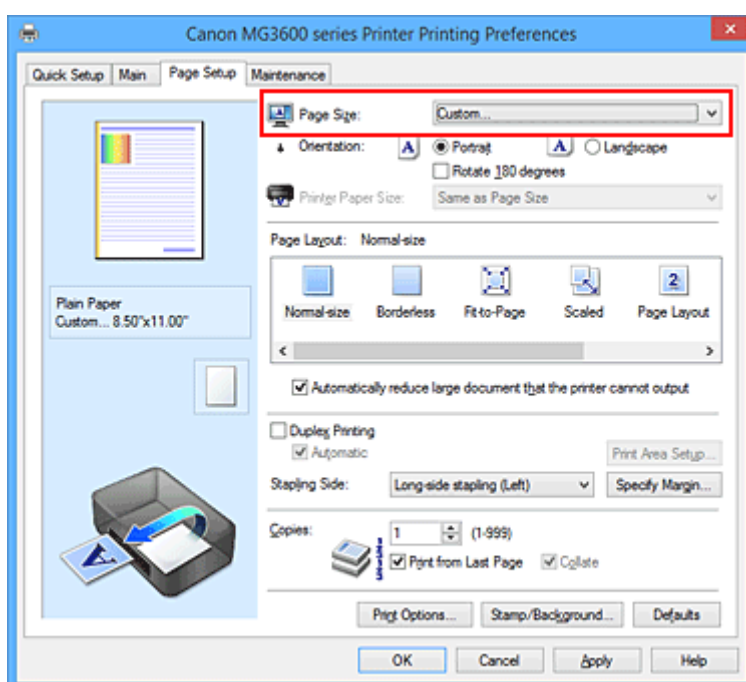 Canon MG3600 series Printer Printing Preferences
Quick Setup Main Page Setup Maintenance
Page Size: Custom...
Orientation: A Portrait A Landscape
Rotate 180 degrees
Printer Paper Size: Same as Page Size
Page Layout: Normal-size
Normal-size Borderless Fit-to-Page Scaled Page Layout
Plain Paper
Custom... 8.50"x11.00"
Automatically reduce large document that the printer cannot output
Duplex Printing
Automatic
Print Area Setup...
Stapling Side: Long-side stapling (Left) Specify Margin...
Copies: 1 (1-999)
Print from Last Page Collate
Print Options... Stamp/Background... Defaults
OK Cancel Apply Help